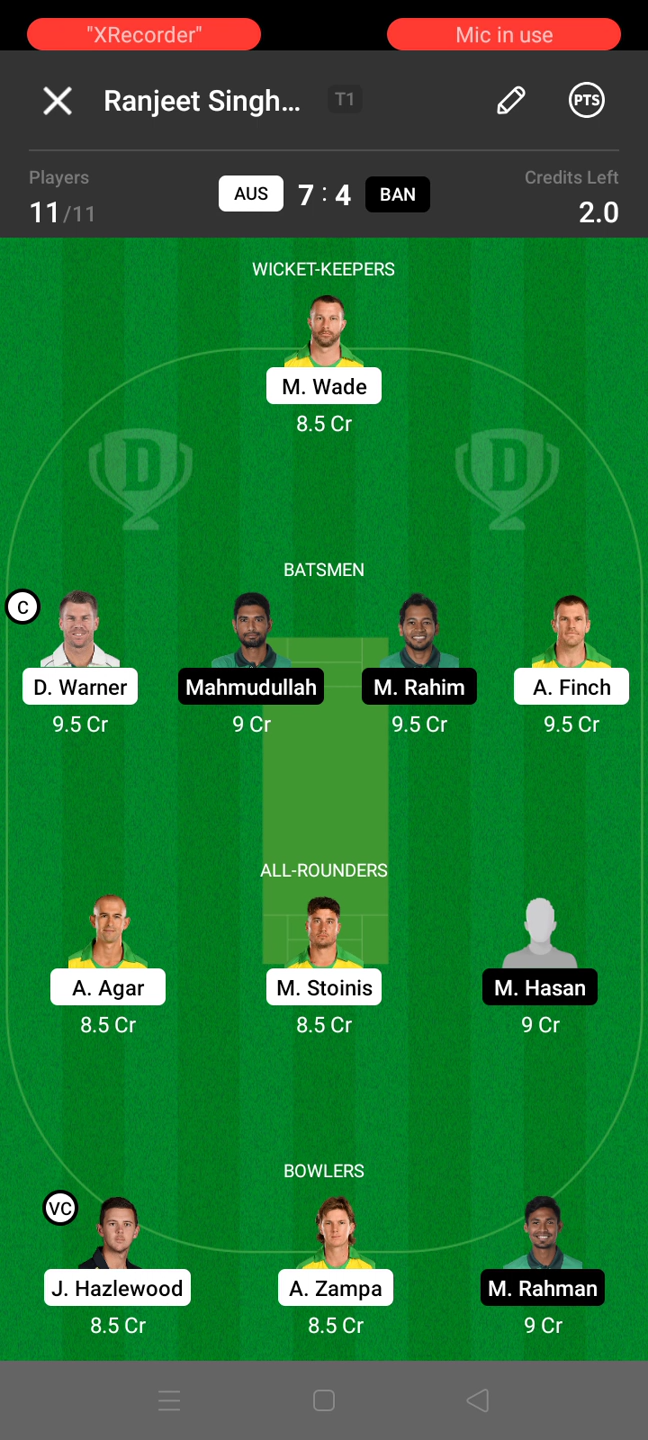 "XRecorder" Mic in use
Ranjeet Singh... T1 PTS
Players AUS 7 : 4 BAN Credits Left
11/11 2.0
WICKET-KEEPERS
M. Wade
8.5 Cr
D D
BATSMEN
C
D. Warner Mahmudullah M. Rahim A. Finch
9.5 Cr 9 Cr 9.5 Cr 9.5 Cr
ALL-ROUNDERS
A. Agar M. Stoinis M. Hasan
8.5 Cr 8.5 Cr 9 Cr
BOWLERS
VC
J. Hazlewood A. Zampa M. Rahman
8.5 Cr 8.5 Cr 9 Cr